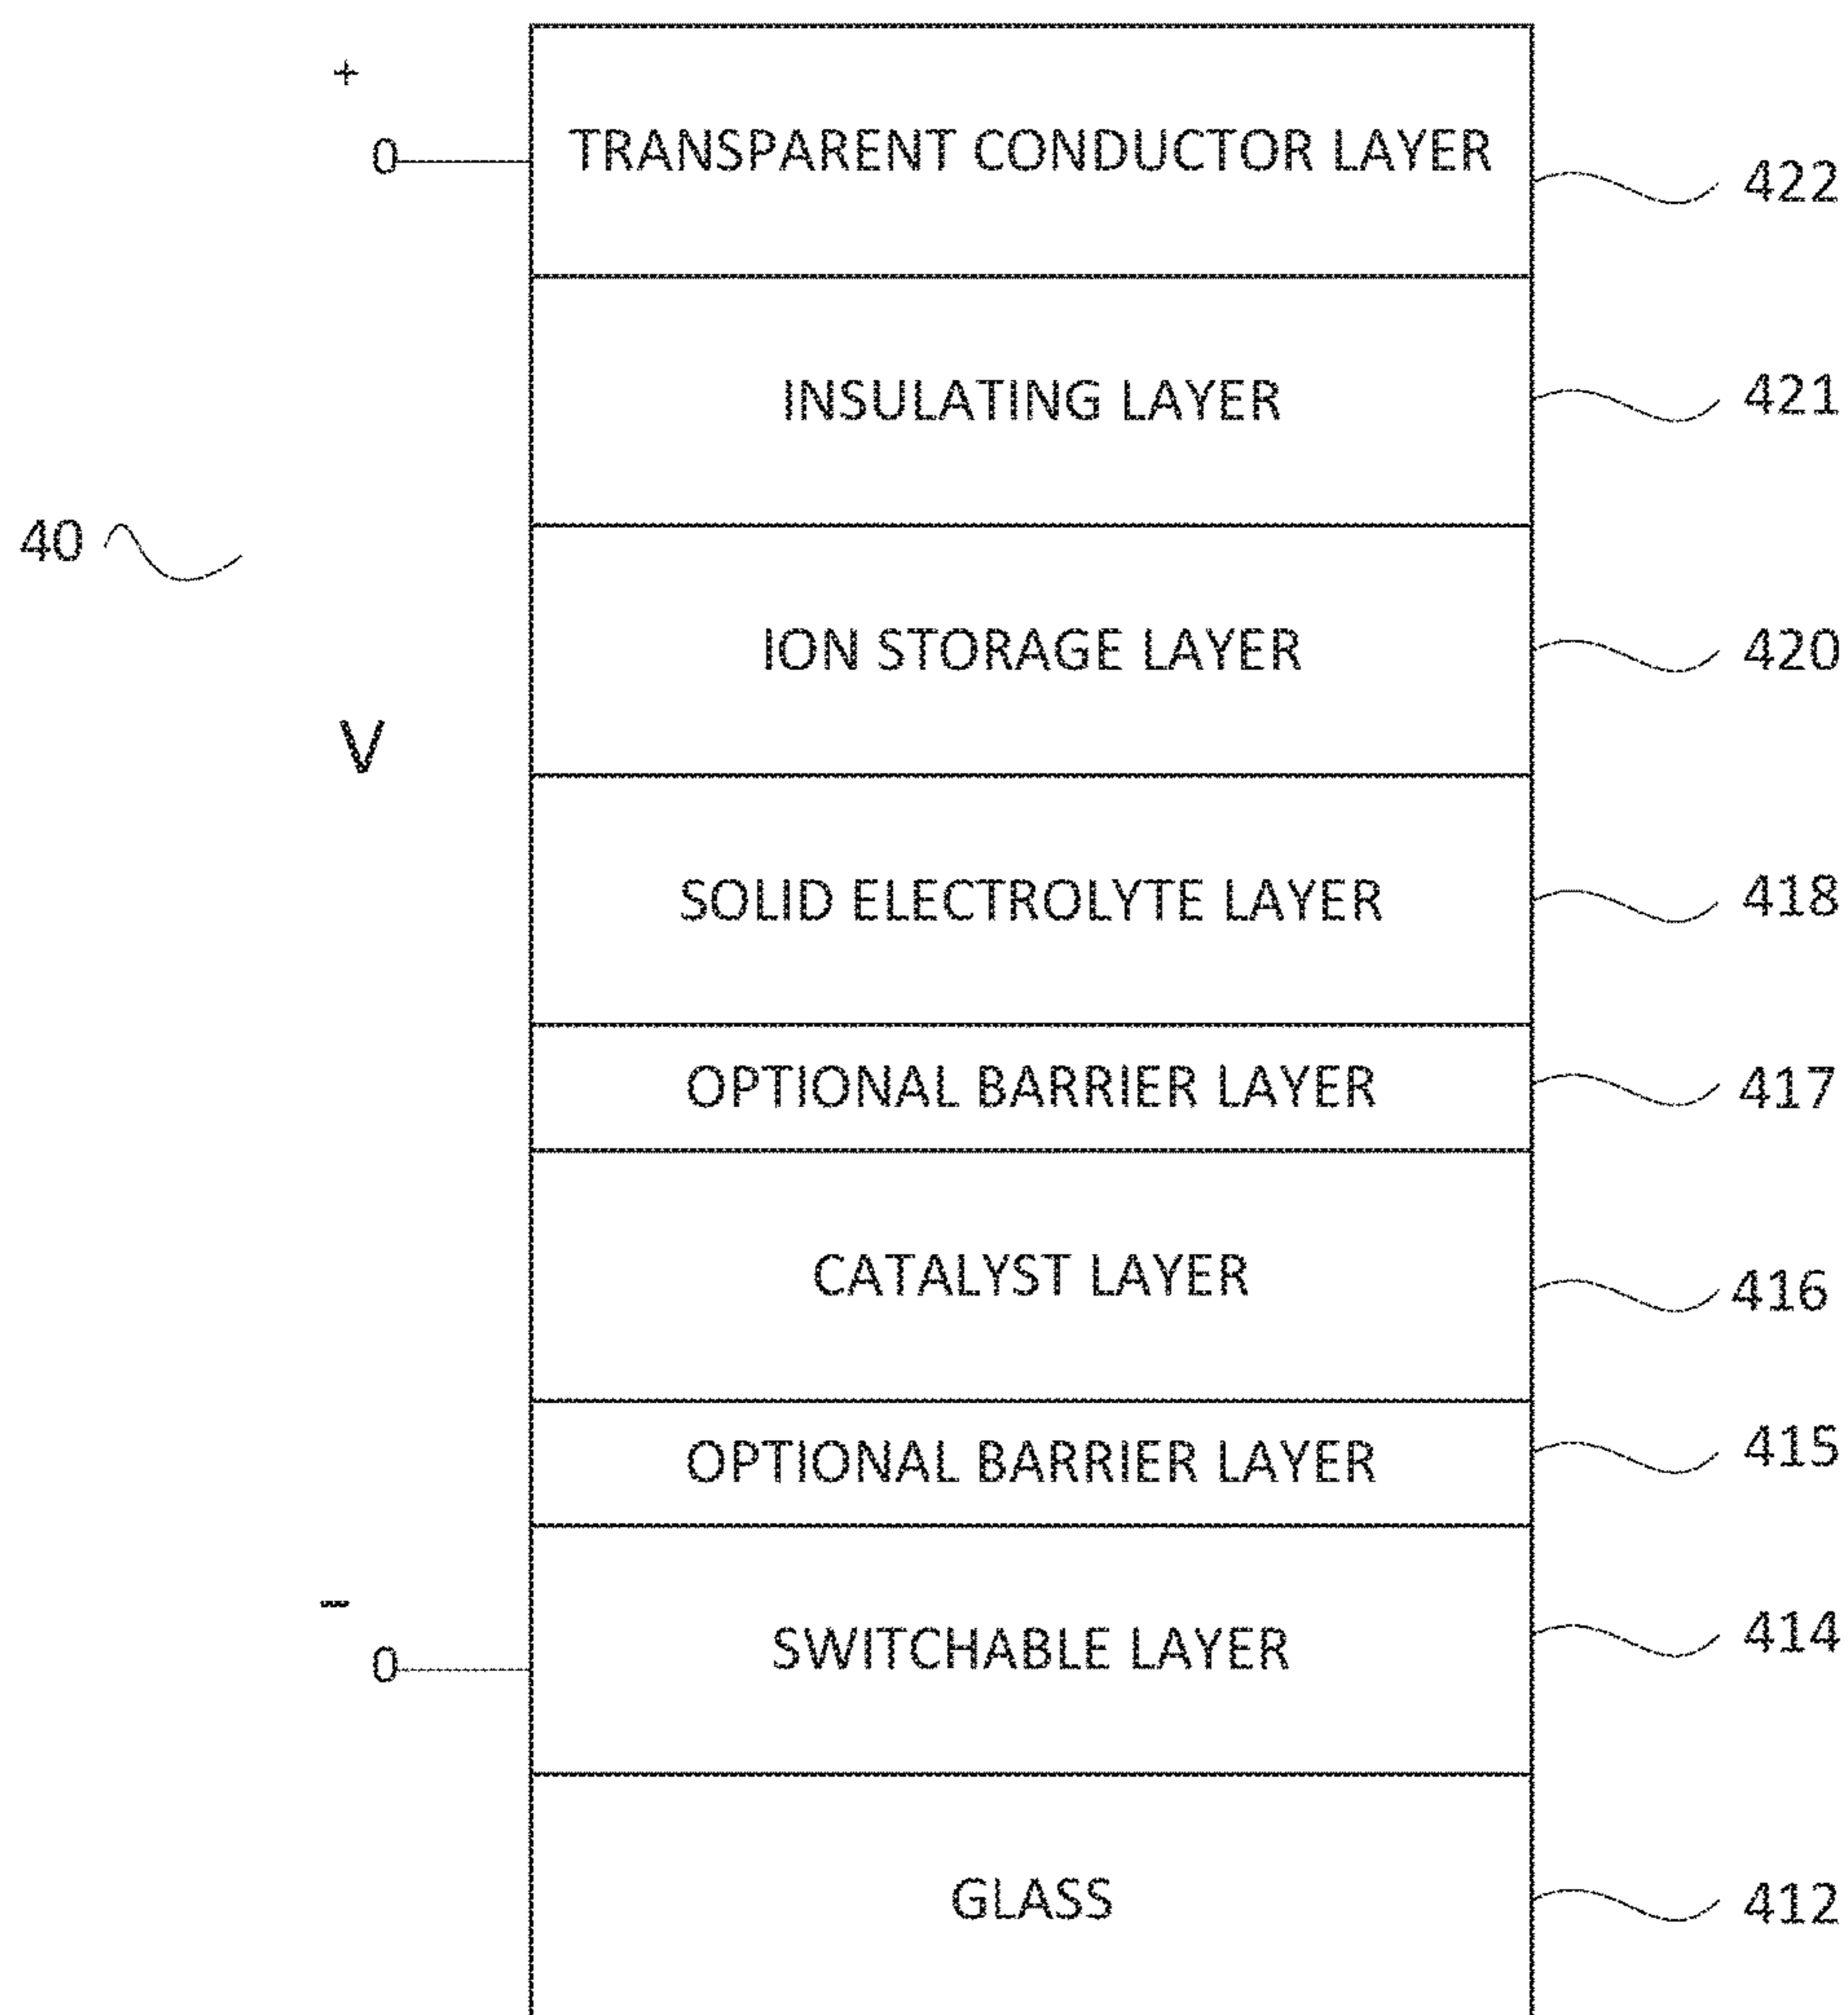 +
0 TRANSPARENT CONDUCTOR LAYER 422
INSULATING LAYER 421
40
ION STORAGE LAYER 420
V
SOLID ELECTROLYTE LAYER 418
OPTIONAL BARRIER LAYER 417
CATALYST LAYER 416
OPTIONAL BARRIER LAYER 415
–
0 SWITCHABLE LAYER 414
GLASS 412